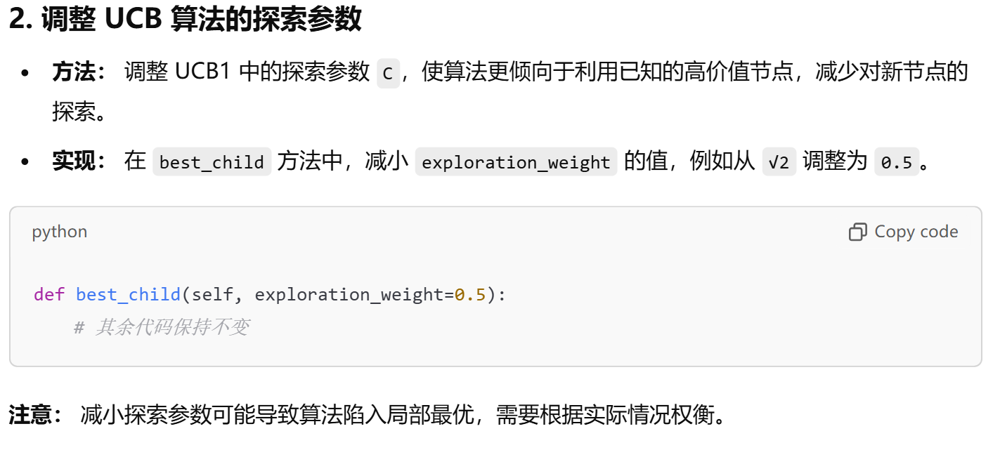 2. 调整 UCB 算法的探索参数
• 方法： 调整 UCB1 中的探索参数 C，使算法更倾向于利用已知的高价值节点，减少对新节点的
探索。
• 实现： 在 best_child 方法中，减小 exploration_weight 的值，例如从 √2 调整为 0.5。
python
Copy code
def best_child(self, exploration_weight=0.5):
    # 其余代码保持不变
注意： 减小探索参数可能导致算法陷入局部最优，需要根据实际情况权衡。